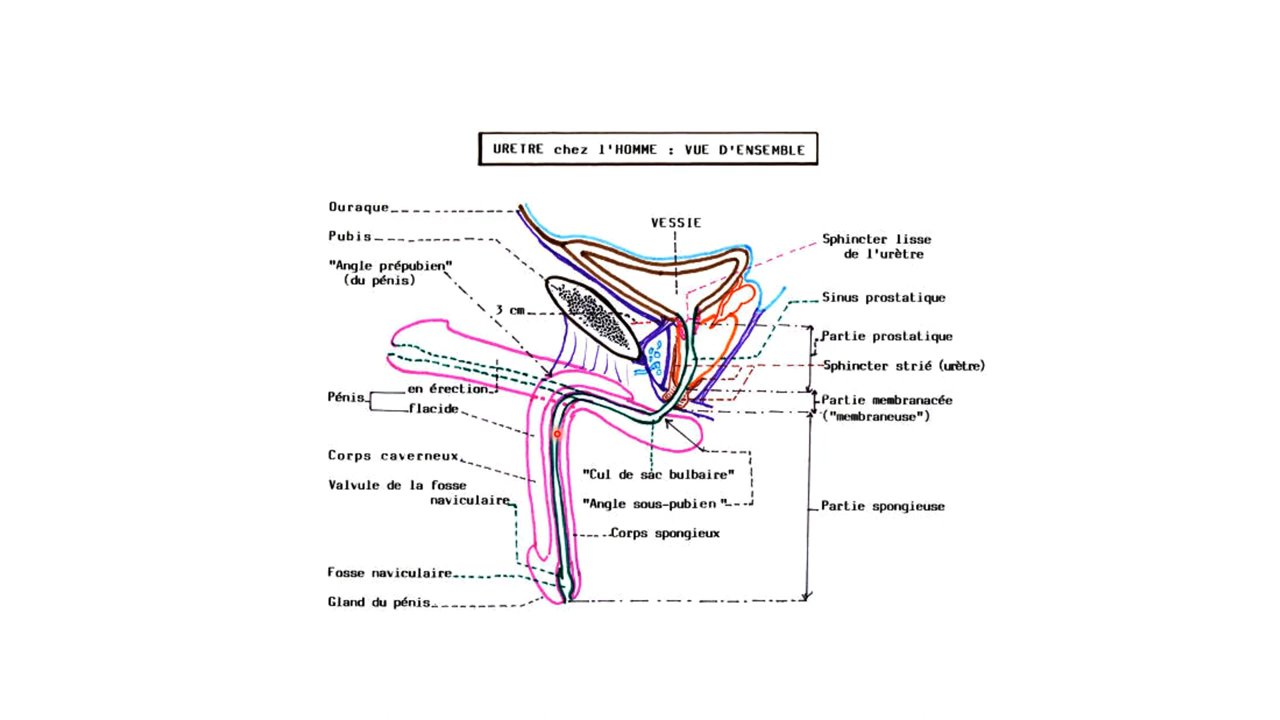 URETRE chez l'HOMME : VUE D'ENSEMBLE
Ouraque
Pubis
"Angle prépubien"
(du pénis)
3 cm
VESSIE
Sphincter lisse
de l'urètre
Sinus prostatique
Partie prostatique
Sphincter strié (urètre)
Partie membranacée
("membraneuse")
Pénis
en érection
flacide
Corps caverneux
Valvule de la fosse
naviculaire
"Cul de sac bulbaire"
"Angle sous-pubien"
Corps spongieux
Partie spongieuse
Fosse naviculaire
Gland du pénis